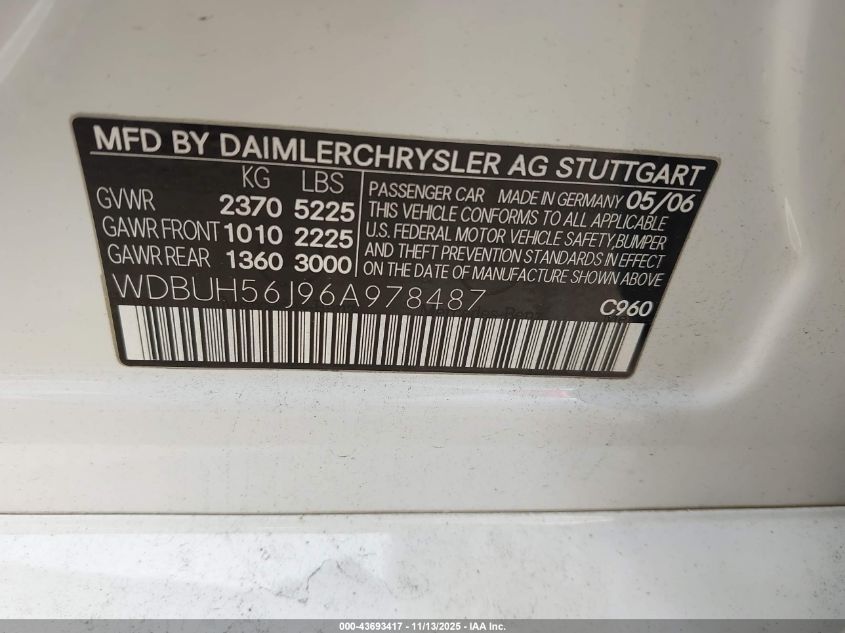 MFD BY DAIMLERCHRYSLER AG STUTTGART
KG LBS
GVWR 2370 5225
GAWR FRONT 1010 2225
GAWR REAR 1360 3000
PASSENGER CAR MADE IN GERMANY 05/06
THIS VEHICLE CONFORMS TO ALL APPLICABLE
U.S. FEDERAL MOTOR VEHICLE SAFETY, BUMPER
AND THEFT PREVENTION STANDARDS IN EFFECT
ON THE DATE OF MANUFACTURE SHOWN ABOVE
WDBUH56J96A978487
C960
000-43693417 - 11/13/2025 - IAA Inc.